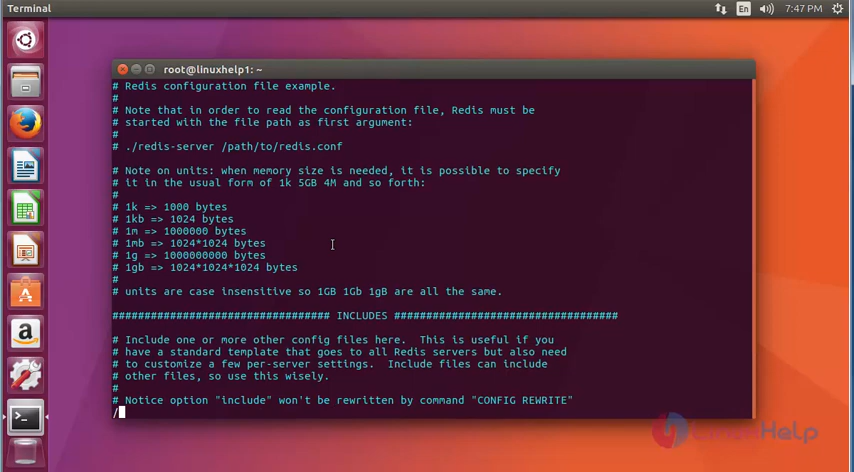 Terminal
En
7:47 PM
root@linuxhelp1: ~
# Redis configuration file example.
#
# Note that in order to read the configuration file, Redis must be
# started with the file path as first argument:
#
# ./redis-server /path/to/redis.conf

# Note on units: when memory size is needed, it is possible to specify
# it in the usual form of 1k 5GB 4M and so forth:
#
# 1k => 1000 bytes
# 1kb => 1024 bytes
# 1m => 1000000 bytes
# 1mb => 1024*1024 bytes
# 1g => 1000000000 bytes
# 1gb => 1024*1024*1024 bytes
#
# units are case insensitive so 1GB 1Gb 1gB are all the same.

################################## INCLUDES ###################################

# Include one or more other config files here.  This is useful if you
# have a standard template that goes to all Redis servers but also need
# to customize a few per-server settings.  Include files can include
# other files, so use this wisely.
#
# Notice option "include" won't be rewritten by command "CONFIG REWRITE"
/
LinuxHelp